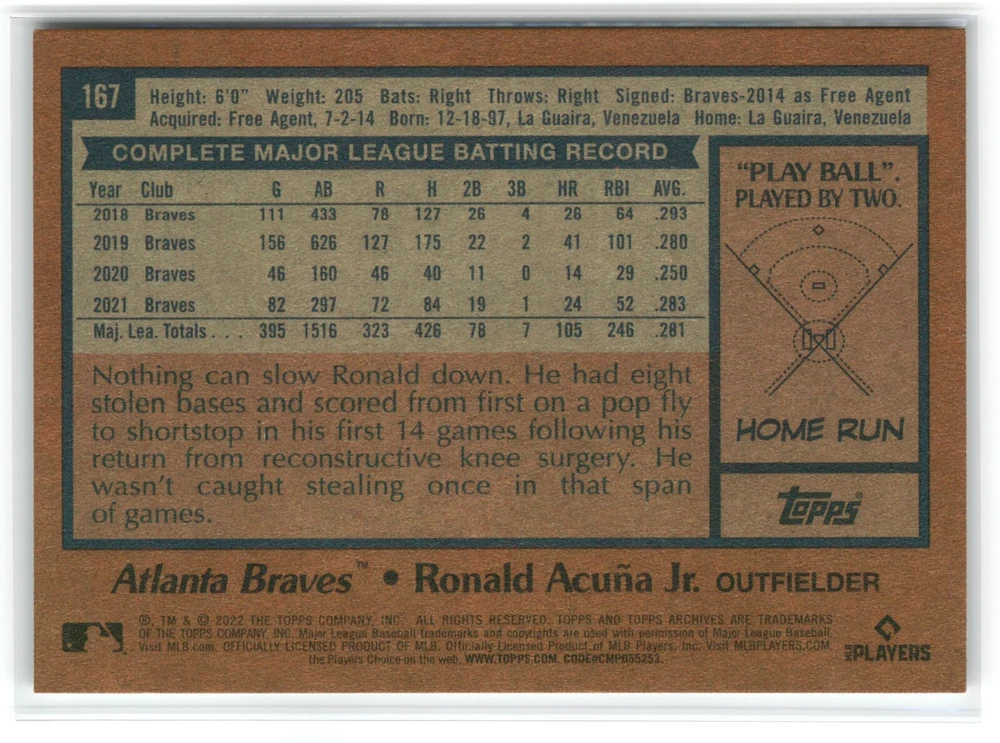 167
Height: 6'0" Weight: 205 Bats: Right Throws: Right Signed: Braves-2014 as Free Agent
Acquired: Free Agent, 7-2-14 Born: 12-18-97, La Guaira, Venezuela Home: La Guaira, Venezuela
COMPLETE MAJOR LEAGUE BATTING RECORD
Year Club G AB R H 2B 3B HR RBI AVG.
2018 Braves 111 433 78 127 26 4 26 64 .293
2019 Braves 156 626 127 175 22 2 41 101 .280
2020 Braves 46 160 46 40 11 0 14 29 .250
2021 Braves 82 297 72 84 19 1 24 52 .283
Maj. Lea. Totals . . . 395 1516 323 426 78 7 105 246 .281
Nothing can slow Ronald down. He had eight
stolen bases and scored from first on a pop fly
to shortstop in his first 14 games following his
return from reconstructive knee surgery. He
wasn't caught stealing once in that span
of games.
"PLAY BALL".
PLAYED BY TWO.
HOME RUN
topps
Atlanta Braves™ • Ronald Acuña Jr. OUTFIELDER
®, TM & © 2022 THE TOPPS COMPANY, INC. ALL RIGHTS RESERVED. TOPPS AND TOPPS ARCHIVES ARE TRADEMARKS
OF THE TOPPS COMPANY, INC. Major League Baseball trademarks and copyrights are used with permission of Major League Baseball.
Visit MLB.com. OFFICIALLY LICENSED PRODUCT OF MLB. Officially Licensed Product of MLB Players, Inc. Visit MLBPLAYERS.COM,
the Players Choice on the web. WWW.TOPPS.COM. CODE#CMP055253.
MLB PLAYERS